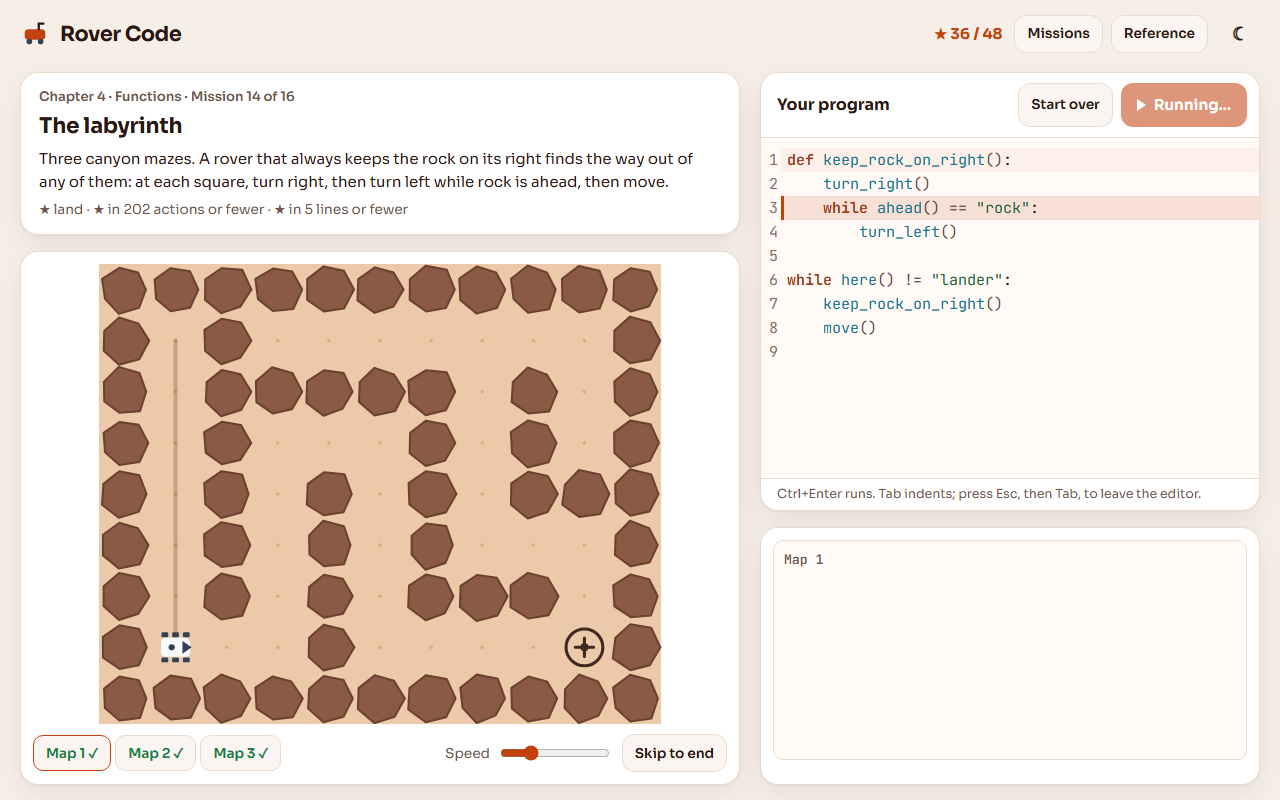 Rover Code
★ 36 / 48
Missions
Reference
Chapter 4 · Functions · Mission 14 of 16
The labyrinth
Three canyon mazes. A rover that always keeps the rock on its right finds the way out of
any of them: at each square, turn right, then turn left while rock is ahead, then move.
★ land · ★ in 202 actions or fewer · ★ in 5 lines or fewer
Map 1 ✓
Map 2 ✓
Map 3 ✓
Speed
Skip to end
Your program
Start over
Running...
1 def keep_rock_on_right():
2     turn_right()
3     while ahead() == "rock":
4         turn_left()
5
6 while here() != "lander":
7     keep_rock_on_right()
8     move()
9
Ctrl+Enter runs. Tab indents; press Esc, then Tab, to leave the editor.
Map 1